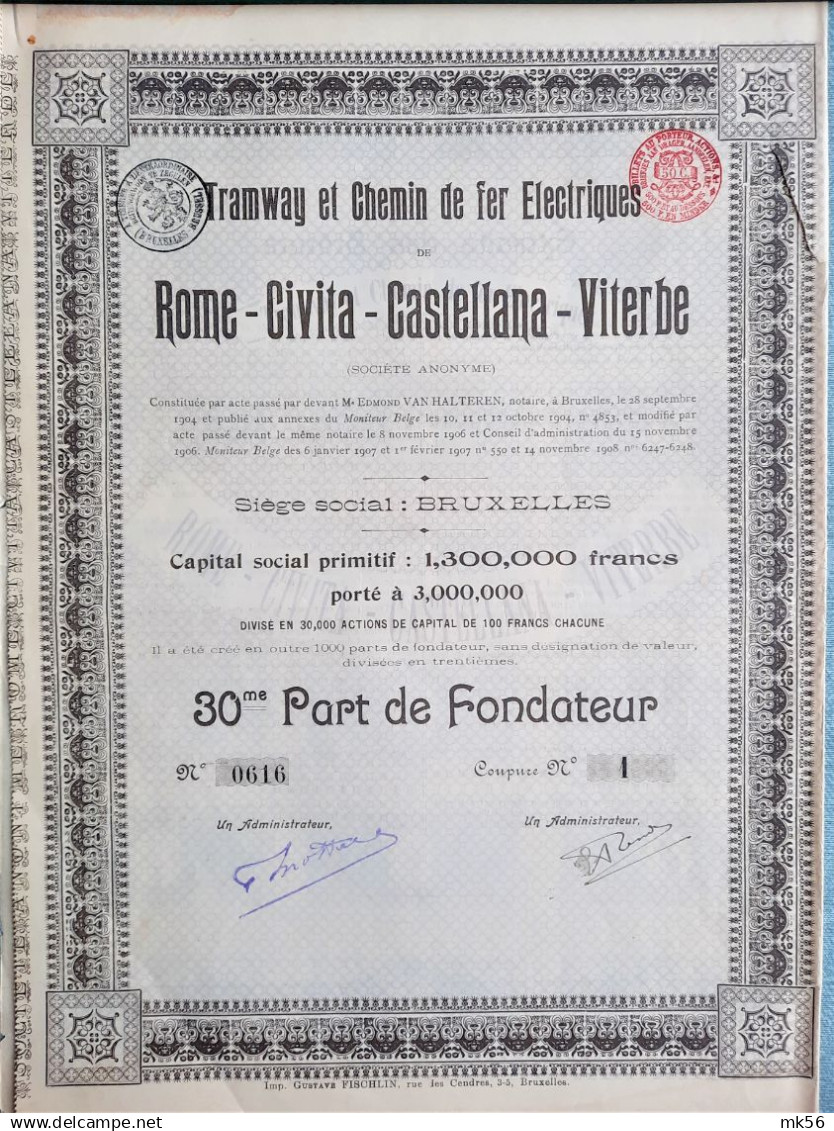 Tramway et Chemin de fer Electriques
DE
Rome - Civita - Castellana - Viterbe
(SOCIÉTÉ ANONYME)
Constituée par acte passé par devant Me EDMOND VAN HALTEREN, notaire, à Bruxelles, le 28 septembre
1904 et publié aux annexes du Moniteur Belge les 10, 11 et 12 octobre 1904, no 4853, et modifié par
acte passé devant le même notaire le 8 novembre 1906 et Conseil d'administration du 15 novembre
1906. Moniteur Belge des 6 janvier 1907 et 1er février 1907 no 550 et 14 novembre 1908 nos 6247-6248.
Siège social : BRUXELLES
ROME - CIVITA - CASTELLANA - VITERBE
Capital social primitif : 1,300,000 francs
porté à 3,000,000
DIVISÉ EN 30,000 ACTIONS DE CAPITAL DE 100 FRANCS CHACUNE
Il a été créé en outre 1000 parts de fondateur, sans désignation de valeur,
divisées en trentièmes.
30me Part de Fondateur
No 0616
Coupure No 1
Un Administrateur,
Un Administrateur,
Imp. GUSTAVE FISCHLIN, rue des Cendres, 3-5, Bruxelles.
50 C.
(BRUXELLES
mk56